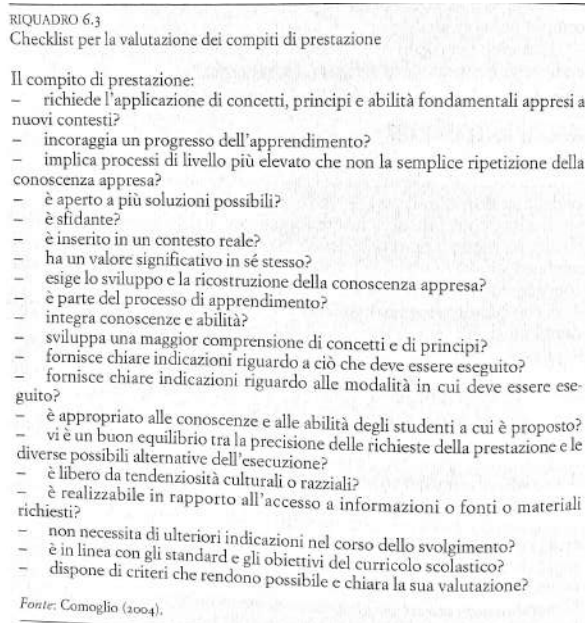 RIQUADRO 6.3
Checklist per la valutazione dei compiti di prestazione
Il compito di prestazione:
– richiede l'applicazione di concetti, principi e abilità fondamentali appresi a
nuovi contesti?
– incoraggia un progresso dell'apprendimento?
– implica processi di livello più elevato che non la semplice ripetizione della
conoscenza appresa?
– è aperto a più soluzioni possibili?
– è sfidante?
– è inserito in un contesto reale?
– ha un valore significativo in sé stesso?
– esige lo sviluppo e la ricostruzione della conoscenza appresa?
– è parte del processo di apprendimento?
– integra conoscenze e abilità?
– sviluppa una maggior comprensione di concetti e di principi?
– fornisce chiare indicazioni riguardo a ciò che deve essere eseguito?
– fornisce chiare indicazioni riguardo alle modalità in cui deve essere ese-
guito?
– è appropriato alle conoscenze e alle abilità degli studenti a cui è proposto?
– vi è un buon equilibrio tra la precisione delle richieste della prestazione e le
diverse possibili alternative dell'esecuzione?
– è libero da tendenziosità culturali o razziali?
– è realizzabile in rapporto all'accesso a informazioni o fonti o materiali
richiesti?
– non necessita di ulteriori indicazioni nel corso dello svolgimento?
– è in linea con gli standard e gli obiettivi del curricolo scolastico?
– dispone di criteri che rendono possibile e chiara la sua valutazione?
Fonte: Comoglio (2004).